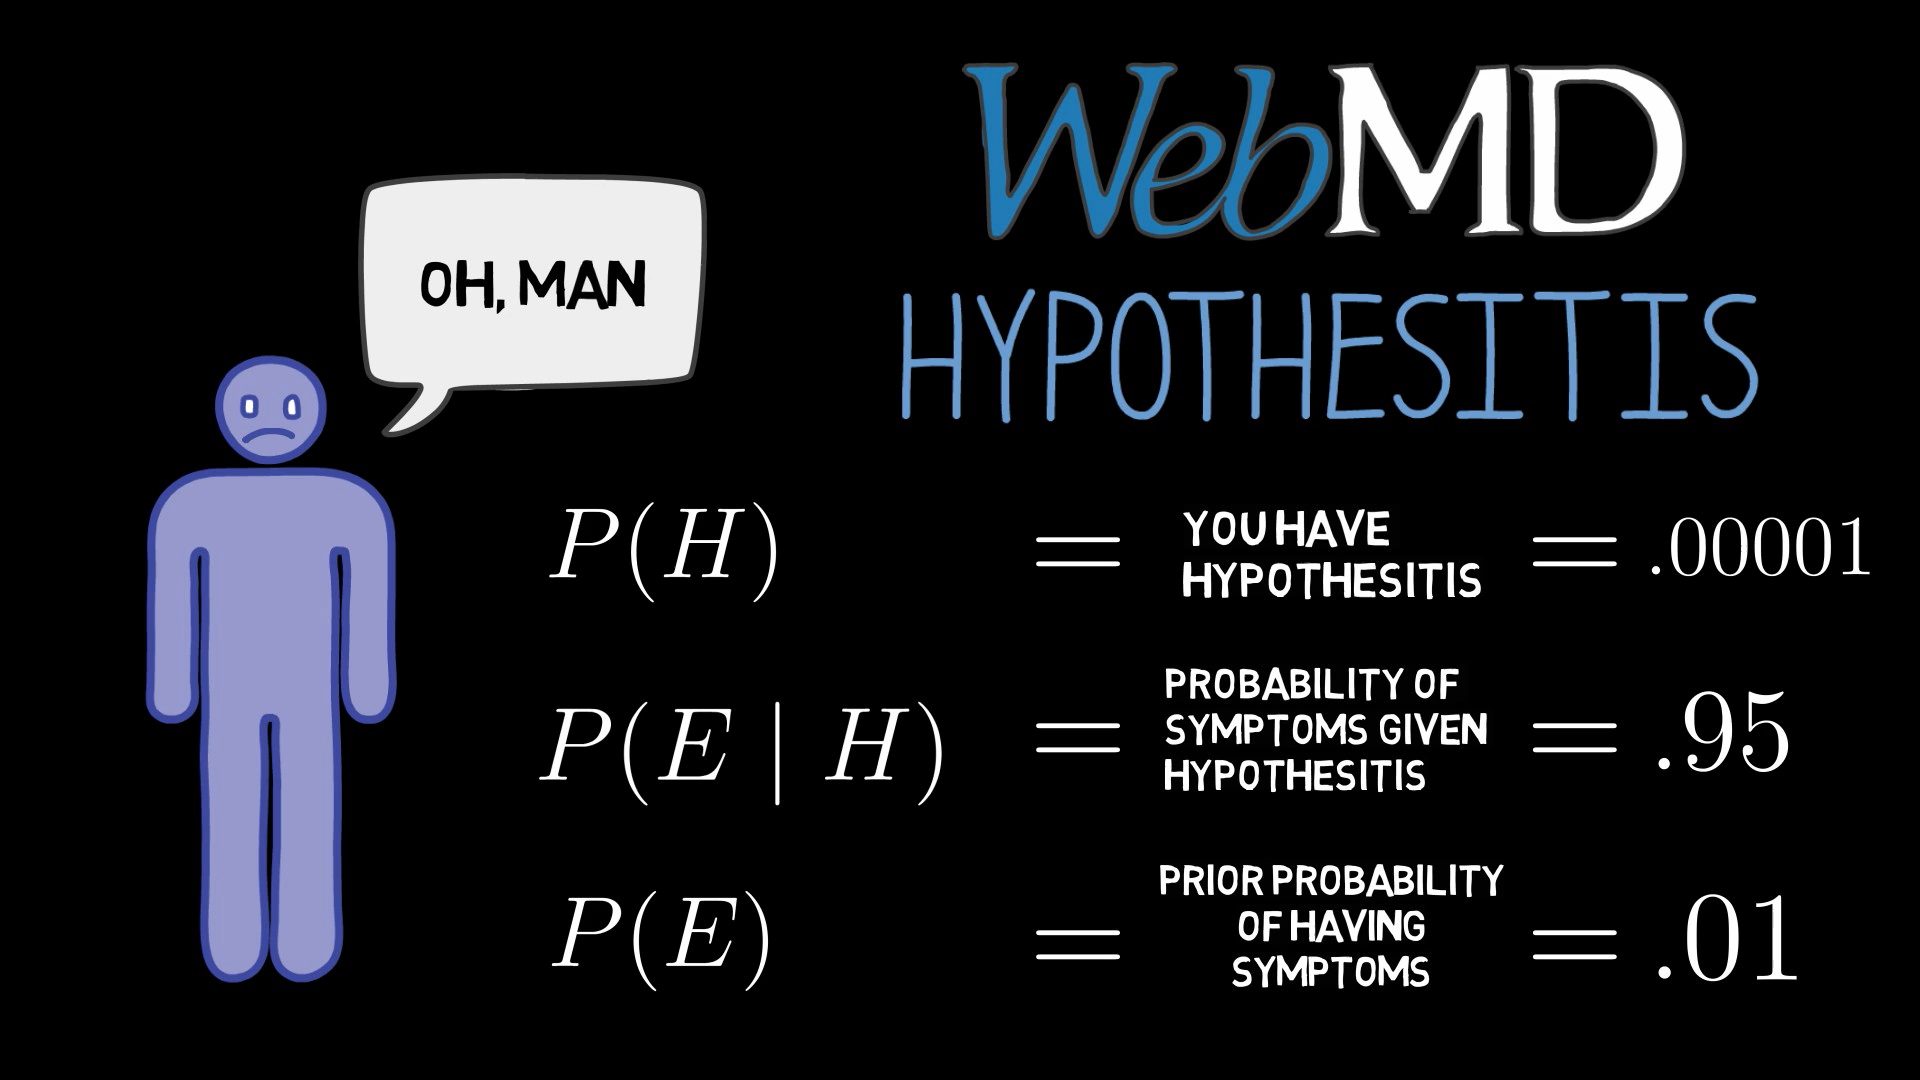 WebMD
OH, MAN
HYPOTHESITIS
P(H) = YOU HAVE
HYPOTHESITIS = .00001
P(E | H) = PROBABILITY OF
SYMPTOMS GIVEN
HYPOTHESITIS = .95
P(E) = PRIOR PROBABILITY
OF HAVING
SYMPTOMS = .01